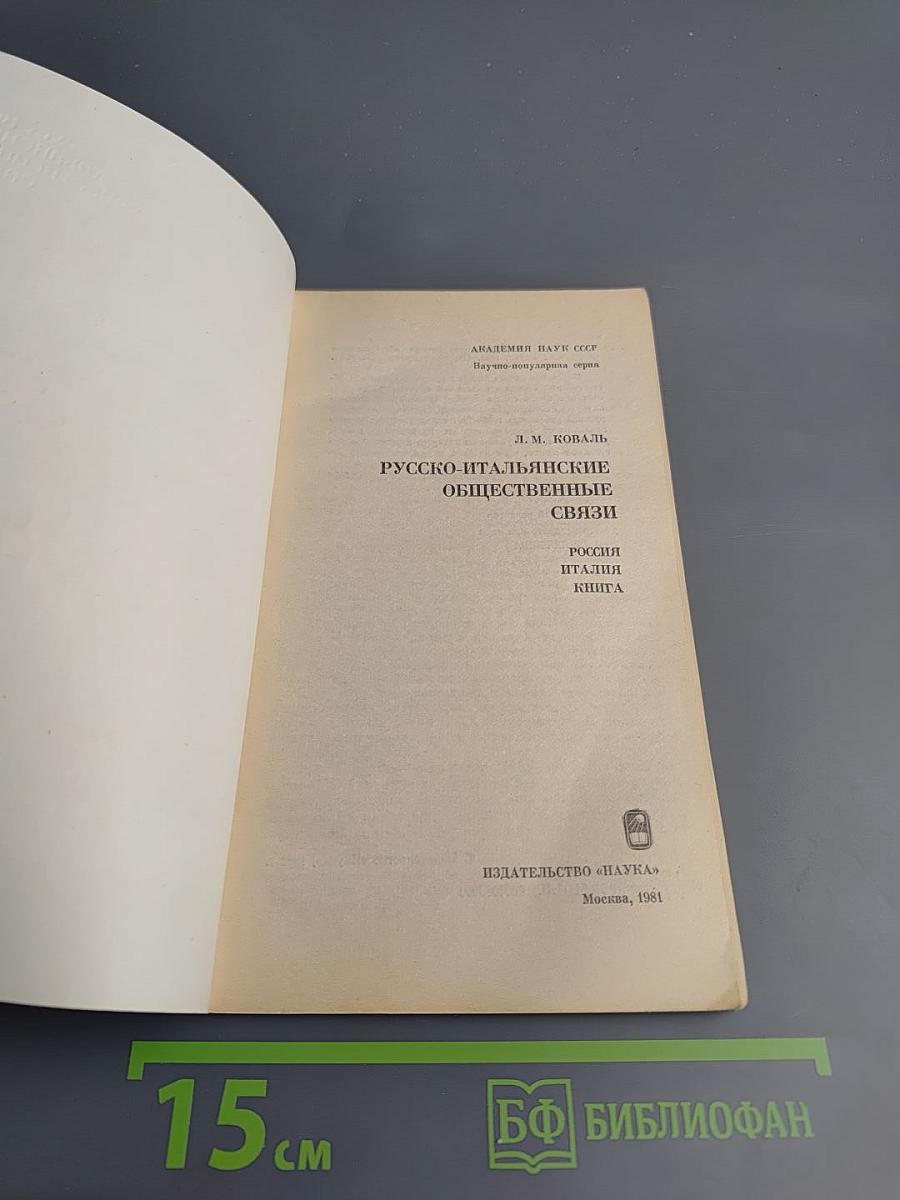 АКАДЕМИЯ НАУК СССР
Научно-популярная серия
Л. М. КОВАЛЬ
РУССКО-ИТАЛЬЯНСКИЕ
ОБЩЕСТВЕННЫЕ
СВЯЗИ
РОССИЯ
ИТАЛИЯ
КНИГА
ИЗДАТЕЛЬСТВО «НАУКА»
Москва, 1981
15 см
БФ БИБЛИОФАН